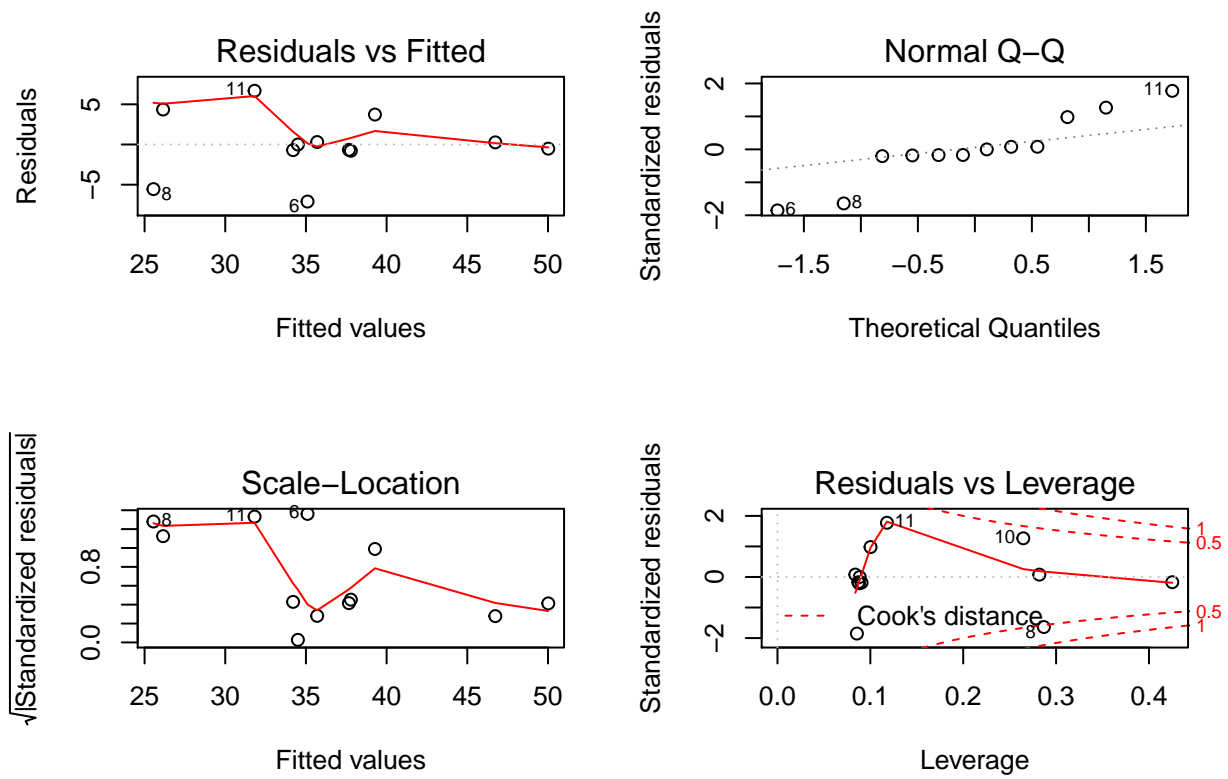 Residuals vs Fitted
Residuals
5
−5
11
8
6
25 30 35 40 45 50
Fitted values
Normal Q−Q
Standardized residuals
2
0
−2
11
8
6
−1.5 −0.5 0.5 1.5
Theoretical Quantiles
Scale−Location
√|Standardized residuals|
0.8
0.0
8
11
6
25 30 35 40 45 50
Fitted values
Residuals vs Leverage
Standardized residuals
2
0
−2
11
10
8
1
0.5
0.5
1
Cook's distance
0.0 0.1 0.2 0.3 0.4
Leverage